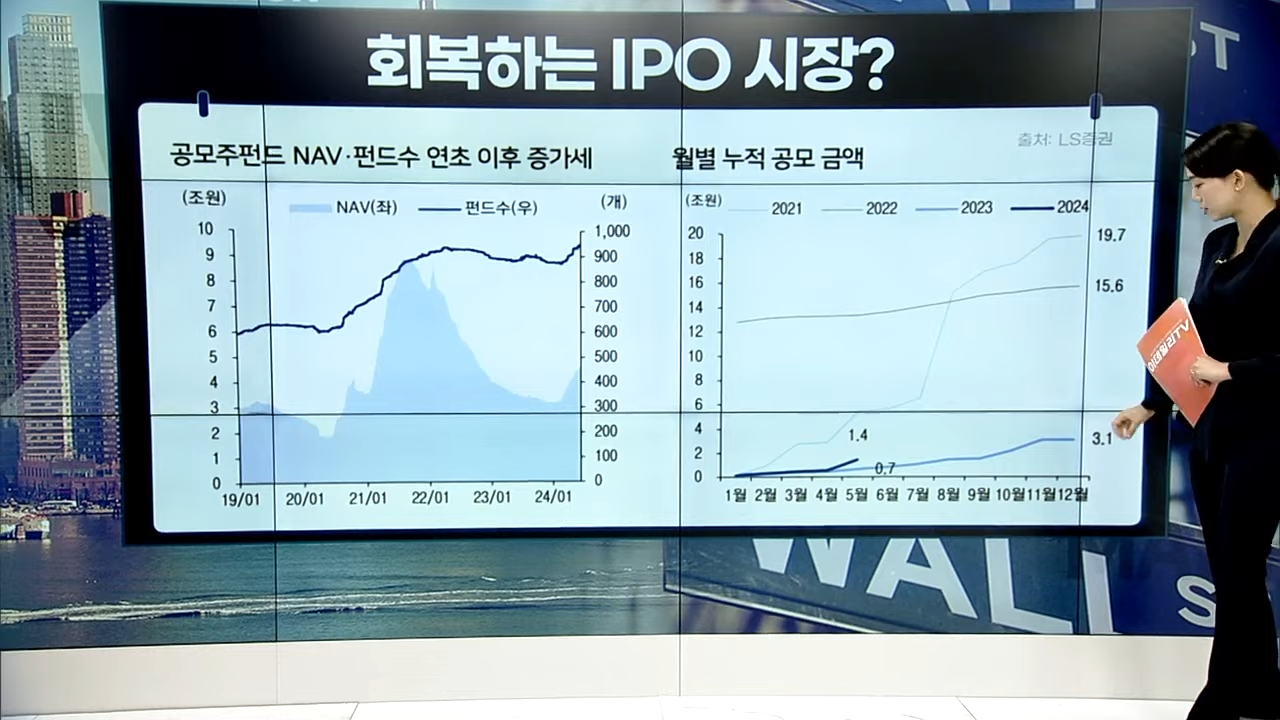 회복하는 IPO 시장?
출처: LS증권
공모주펀드 NAV·펀드수 연초 이후 증가세
(조원)
NAV(좌)
펀드수(우)
(개)
10
9
8
7
6
5
4
3
2
1
0
1,000
900
800
700
600
500
400
300
200
100
0
19/01 20/01 21/01 22/01 23/01 24/01
월별 누적 공모 금액
(조원)
2021 2022 2023 2024
20
18
16
14
12
10
8
6
4
2
0
19.7
15.6
3.1
1.4
0.7
1월 2월 3월 4월 5월 6월 7월 8월 9월 10월 11월 12월
이데일리TV
WALL
ST
WALL
S